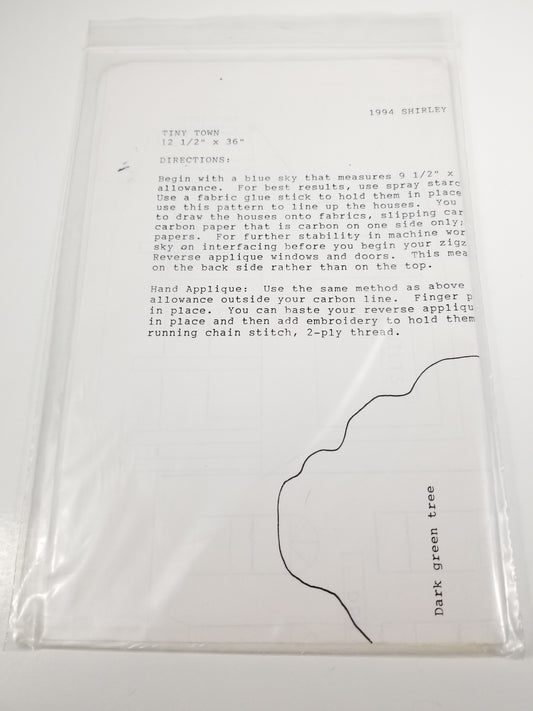 1994 SHIRLEY
TINY TOWN
12 1/2" x 36"
DIRECTIONS:
Begin with a blue sky that measures 9 1/2" x
allowance. For best results, use spray starc
Use a fabric glue stick to hold them in place
use this pattern to line up the houses. You
to draw the houses onto fabrics, slipping car
carbon paper that is carbon on one side only;
papers. For further stability in machine wor
sky on interfacing before you begin your zigz
Reverse applique windows and doors. This mea
on the back side rather than on the top.
Hand Applique: Use the same method as above
allowance outside your carbon line. Finger p
in place. You can baste your reverse appliqu
in place and then add embroidery to hold them
running chain stitch, 2-ply thread.
Dark green tree